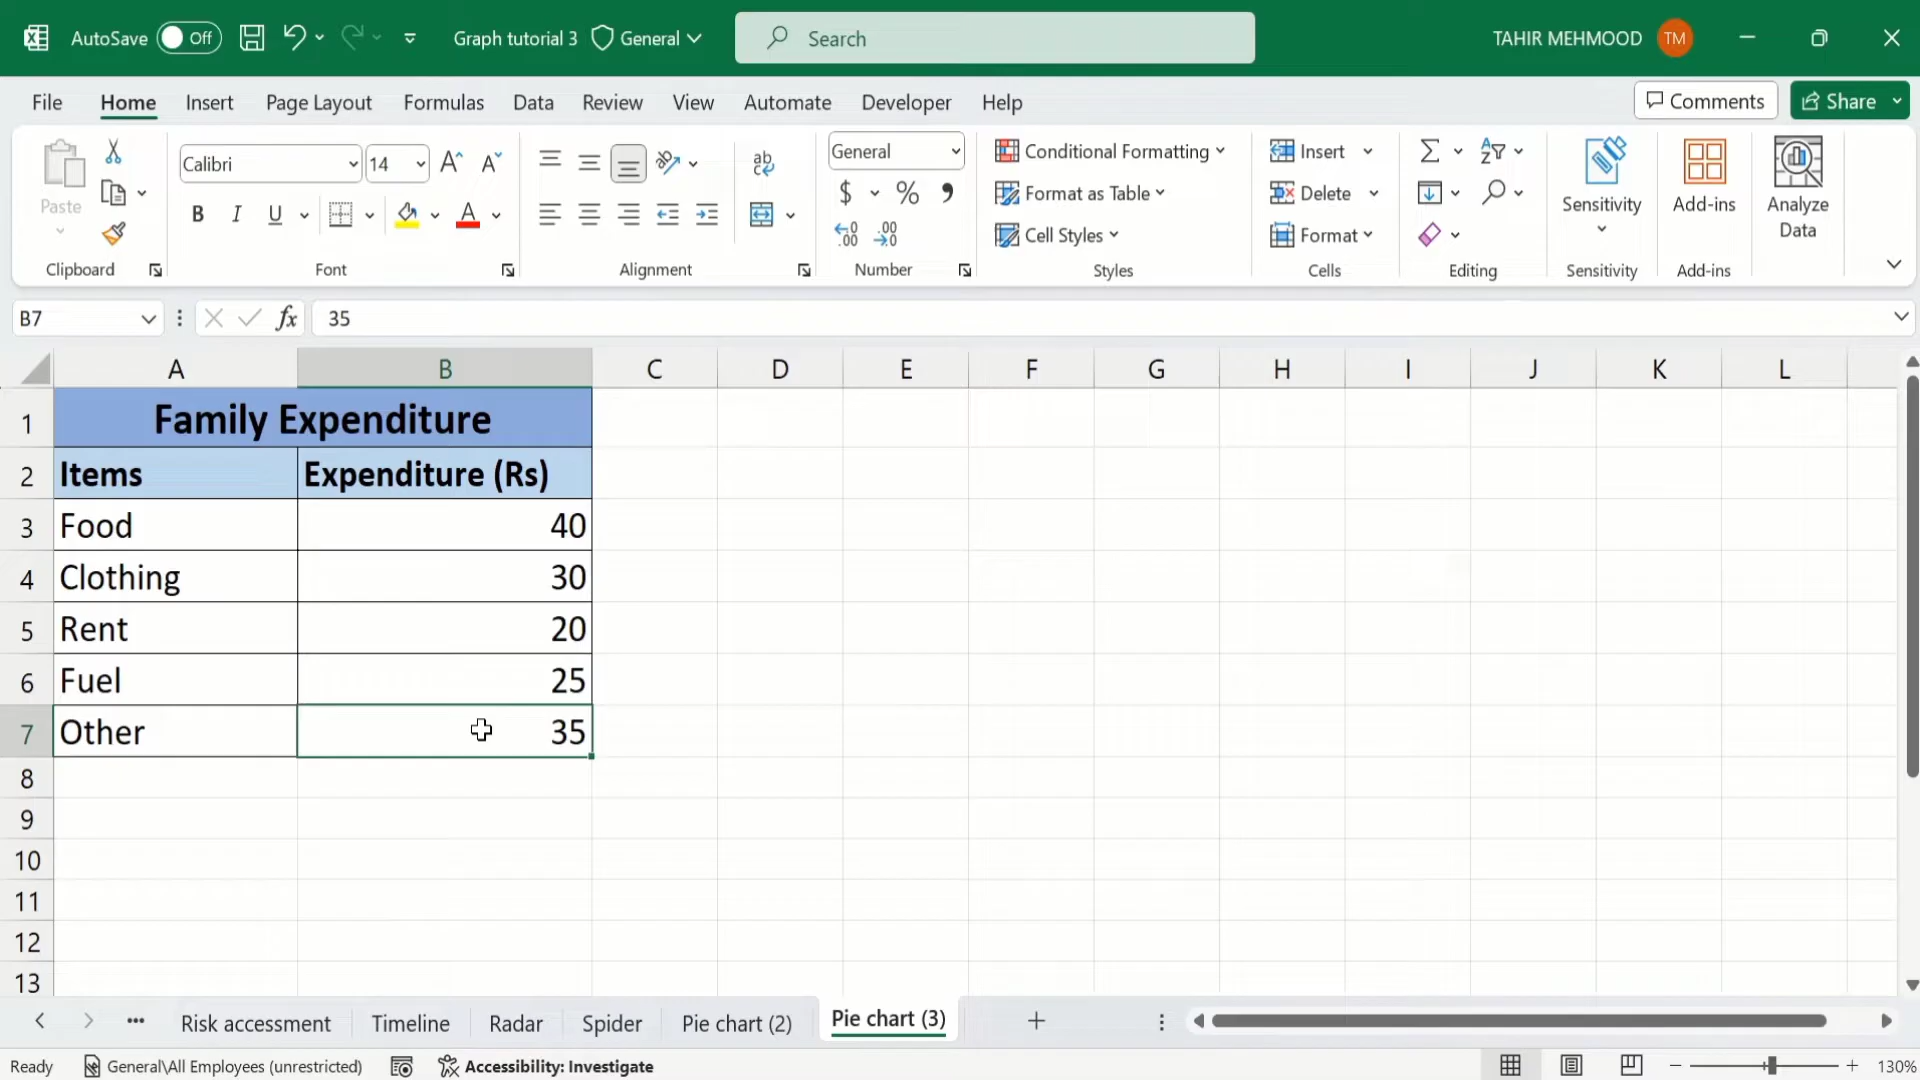 AutoSave Off Graph tutorial 3 General Search TAHIR MEHMOOD TM
File Home Insert Page Layout Formulas Data Review View Automate Developer Help Comments Share
Paste
Clipboard
Calibri 14
B I U
Font
ab
Alignment
General
$ % ,
.00 .00
Number
Conditional Formatting
Format as Table
Cell Styles
Styles
Insert
Delete
Format
Cells
Editing
Sensitivity
Sensitivity
Add-ins
Add-ins
Analyze
Data
B7 fx 35
A B C D E F G H I J K L
1 Family Expenditure
2 Items Expenditure (Rs)
3 Food 40
4 Clothing 30
5 Rent 20
6 Fuel 25
7 Other 35
8
9
10
11
12
13
Risk accessment Timeline Radar Spider Pie chart (2) Pie chart (3)
Ready General\All Employees (unrestricted) Accessibility: Investigate 130%